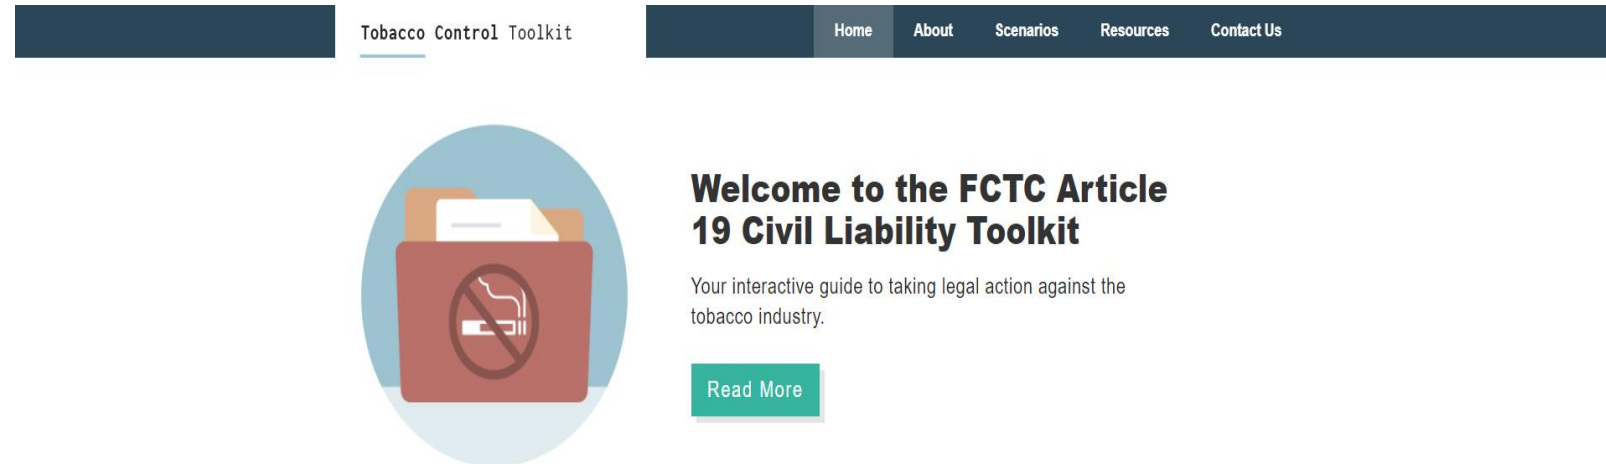 Tobacco Control Toolkit
Home About Scenarios Resources Contact Us
Welcome to the FCTC Article
19 Civil Liability Toolkit
Your interactive guide to taking legal action against the
tobacco industry.
Read More